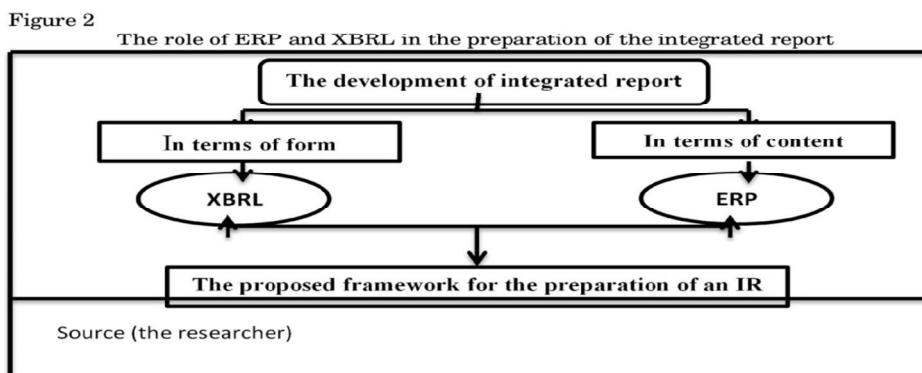 Figure 2
The role of ERP and XBRL in the preparation of the integrated report
The development of integrated report
In terms of form
In terms of content
XBRL
ERP
The proposed framework for the preparation of an IR
Source (the researcher)